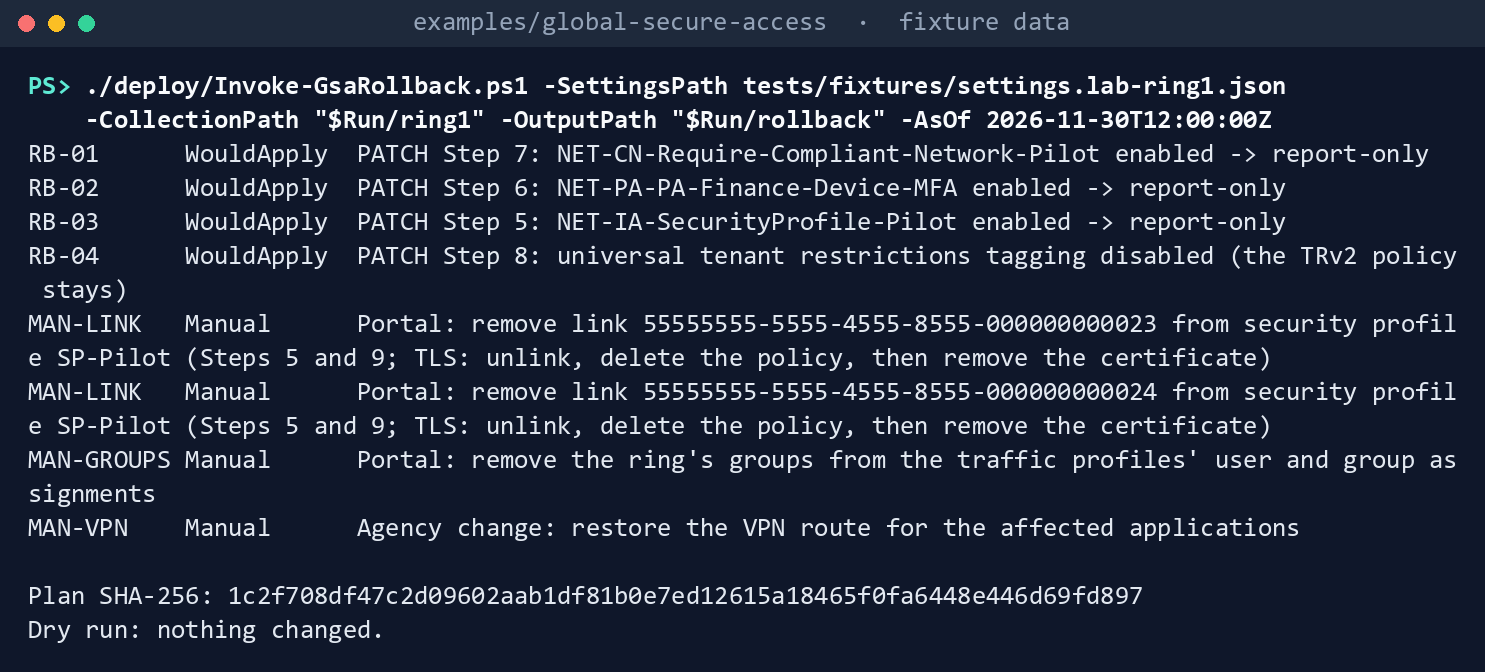 examples/global-secure-access · fixture data
PS> ./deploy/Invoke-GsaRollback.ps1 -SettingsPath tests/fixtures/settings.lab-ring1.json
-CollectionPath "$Run/ring1" -OutputPath "$Run/rollback" -AsOf 2026-11-30T12:00:00Z
RB-01 WouldApply PATCH Step 7: NET-CN-Require-Compliant-Network-Pilot enabled -> report-only
RB-02 WouldApply PATCH Step 6: NET-PA-PA-Finance-Device-MFA enabled -> report-only
RB-03 WouldApply PATCH Step 5: NET-IA-SecurityProfile-Pilot enabled -> report-only
RB-04 WouldApply PATCH Step 8: universal tenant restrictions tagging disabled (the TRv2 policy
stays)
MAN-LINK Manual Portal: remove link 55555555-5555-4555-8555-000000000023 from security profil
e SP-Pilot (Steps 5 and 9; TLS: unlink, delete the policy, then remove the certificate)
MAN-LINK Manual Portal: remove link 55555555-5555-4555-8555-000000000024 from security profil
e SP-Pilot (Steps 5 and 9; TLS: unlink, delete the policy, then remove the certificate)
MAN-GROUPS Manual Portal: remove the ring's groups from the traffic profiles' user and group as
signments
MAN-VPN Manual Agency change: restore the VPN route for the affected applications
Plan SHA-256: 1c2f708df47c2d09602aab1df81b0e7ed12615a18465f0fa6448e446d69fd897
Dry run: nothing changed.